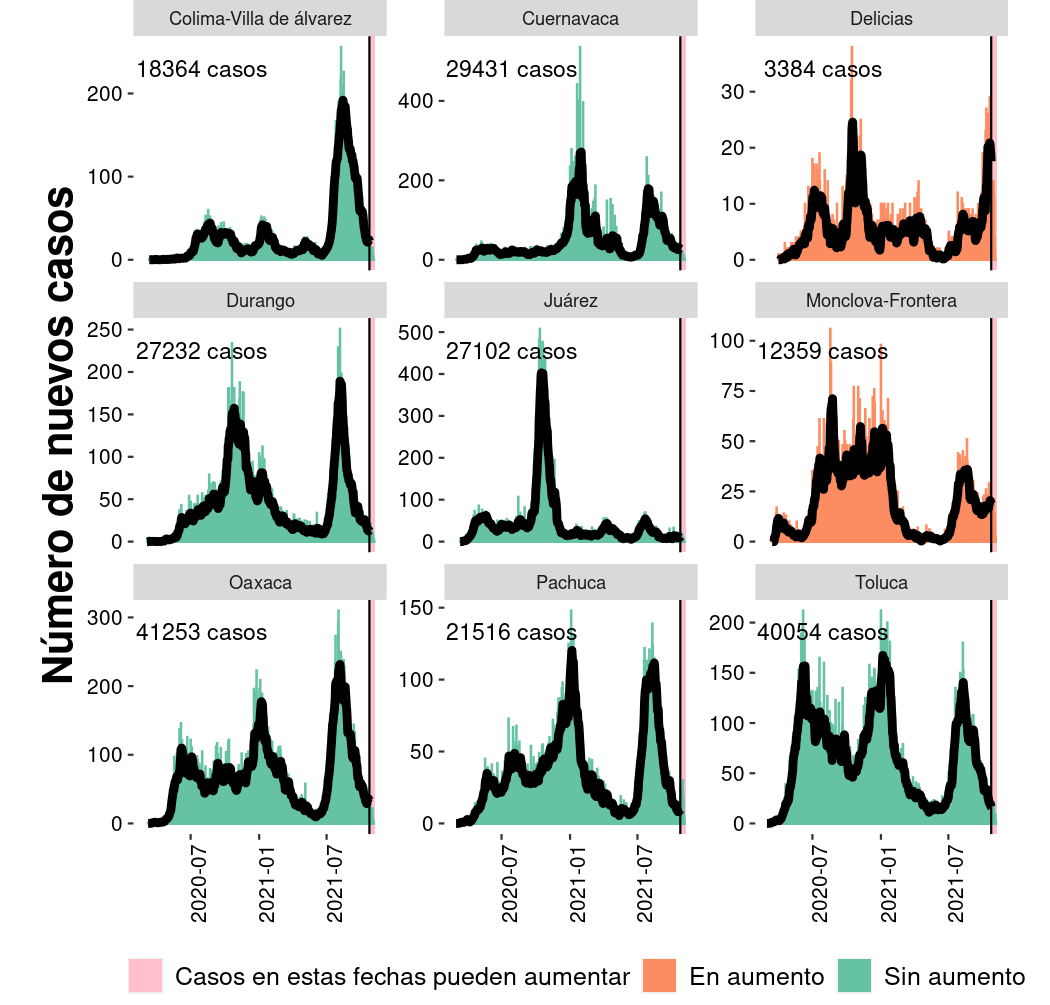 Número de nuevos casos
Colima-Villa de álvarez
Cuernavaca
Delicias
18364 casos
29431 casos
3384 casos
200
100
0
400
200
0
30
20
10
0
Durango
Juárez
Monclova-Frontera
27232 casos
27102 casos
12359 casos
250
200
150
100
50
0
500
400
300
200
100
0
100
75
50
25
0
Oaxaca
Pachuca
Toluca
41253 casos
21516 casos
40054 casos
300
200
100
0
150
100
50
0
200
150
100
50
0
2020-07
2021-01
2021-07
2020-07
2021-01
2021-07
2020-07
2021-01
2021-07
Casos en estas fechas pueden aumentar
En aumento
Sin aumento